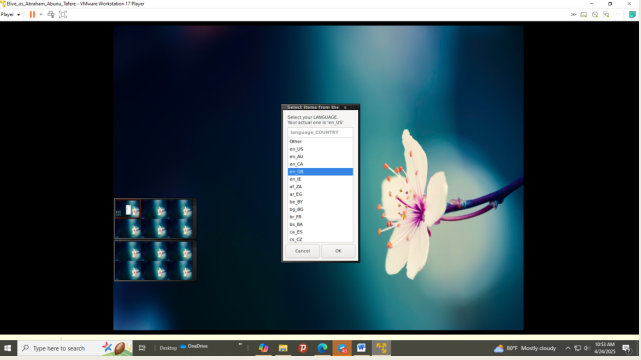 Elive_os_Abraham_Abunu_Tafere - VMware Workstation 17 Player
Player
Select items from the
Select your LANGUAGE.
Your actual one is 'en_US'
language_COUNTRY
Other
en_US
en_AU
en_CA
en_GB
en_IE
af_ZA
ar_EG
be_BY
bg_BG
br_FR
bs_BA
ca_ES
cs_CZ
Cancel
OK
Type here to search
Desktop
OneDrive
80°F Mostly cloudy
10:53 AM
4/24/2025